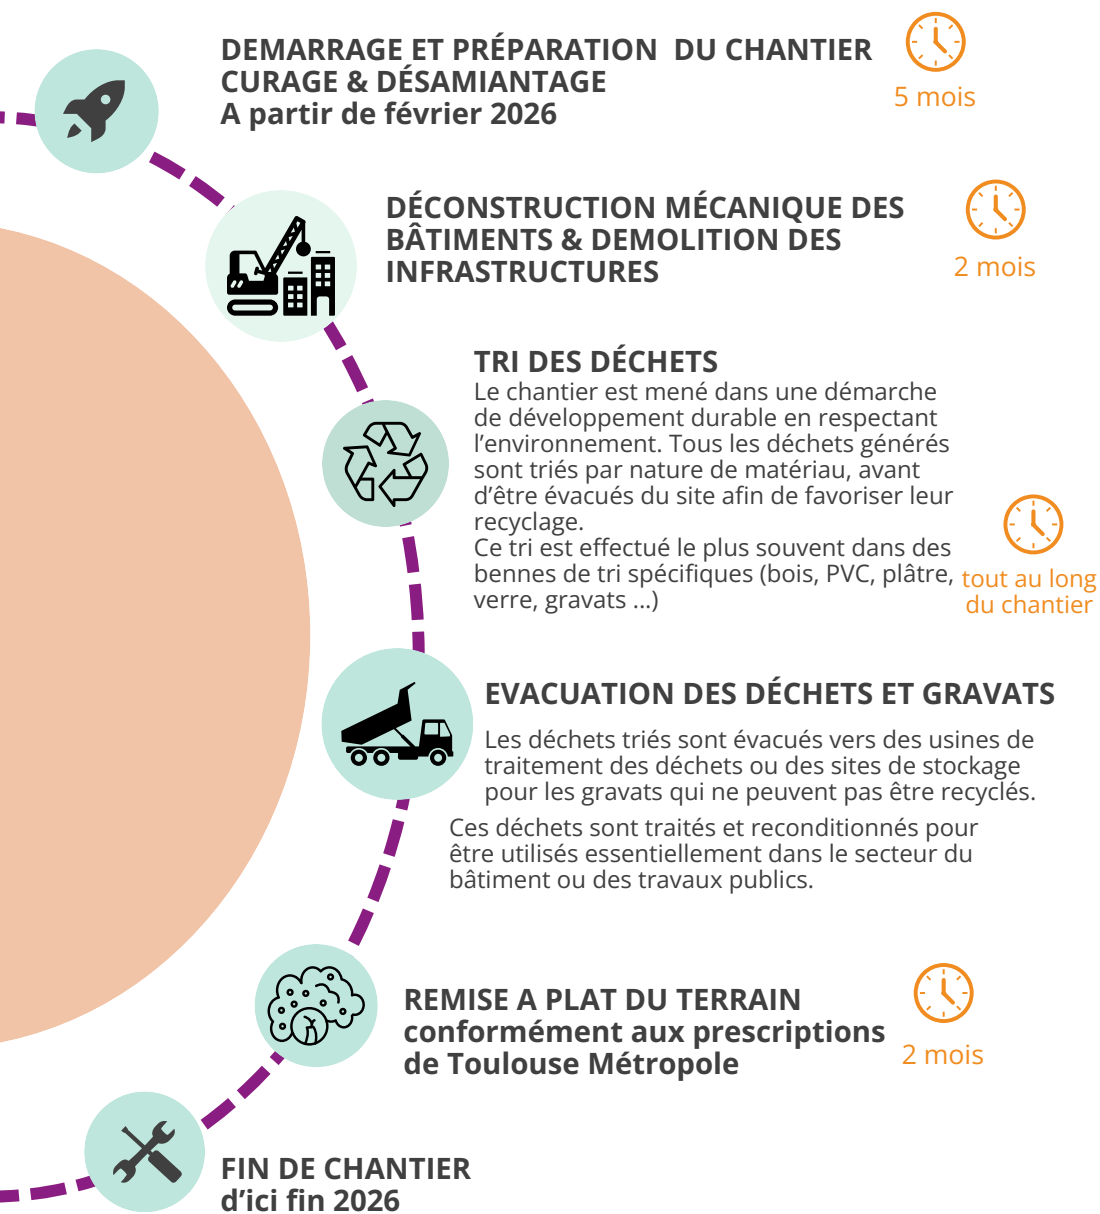 DEMARRAGE ET PRÉPARATION DU CHANTIER
CURAGE & DÉSAMIANTAGE
A partir de février 2026
5 mois
DÉCONSTRUCTION MÉCANIQUE DES
BÂTIMENTS & DEMOLITION DES
INFRASTRUCTURES
2 mois
TRI DES DÉCHETS
Le chantier est mené dans une démarche
de développement durable en respectant
l’environnement. Tous les déchets générés
sont triés par nature de matériau, avant
d’être évacués du site afin de favoriser leur
recyclage.
Ce tri est effectué le plus souvent dans des
bennes de tri spécifiques (bois, PVC, plâtre,
verre, gravats ...)
tout au long
du chantier
EVACUATION DES DÉCHETS ET GRAVATS
Les déchets triés sont évacués vers des usines de
traitement des déchets ou des sites de stockage
pour les gravats qui ne peuvent pas être recyclés.
Ces déchets sont traités et reconditionnés pour
être utilisés essentiellement dans le secteur du
bâtiment ou des travaux publics.
REMISE A PLAT DU TERRAIN
conformément aux prescriptions
de Toulouse Métropole
2 mois
FIN DE CHANTIER
d’ici fin 2026